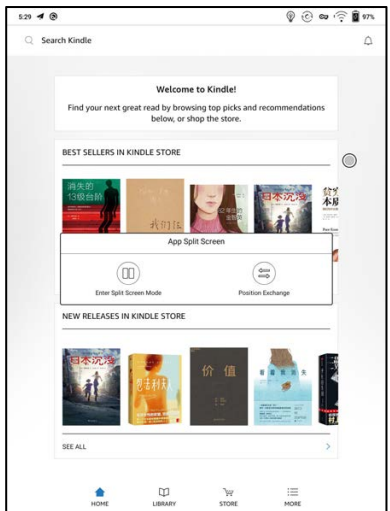 5:29
97%
Search Kindle
Welcome to Kindle!
Find your next great read by browsing top picks and recommendations
below, or shop the store.
BEST SELLERS IN KINDLE STORE
消失的
13级台阶
我们仨
日本沉没
App Split Screen
Enter Split Screen Mode
Position Exchange
NEW RELEASES IN KINDLE STORE
日本沉没
价值
SEE ALL
HOME
LIBRARY
STORE
MORE